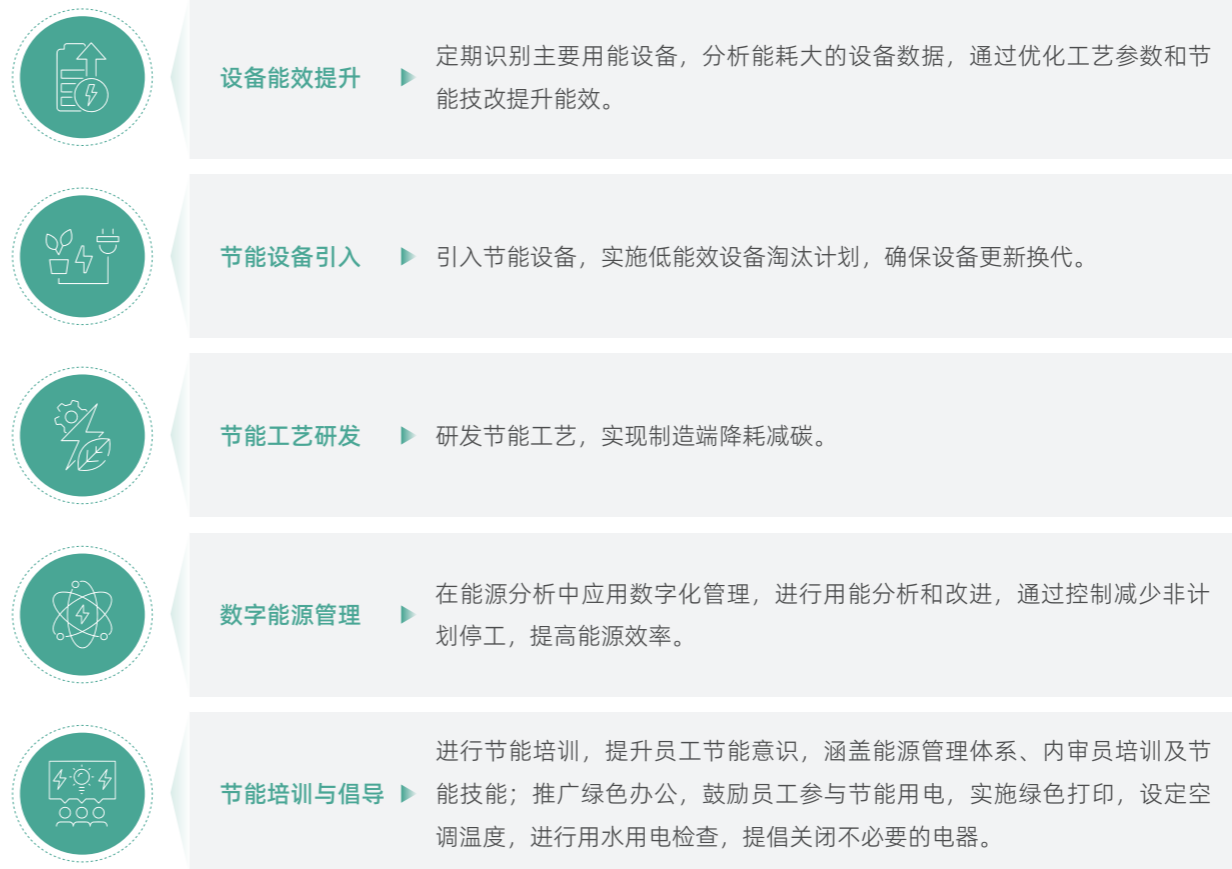 设备能效提升
定期识别主要用能设备，分析能耗大的设备数据，通过优化工艺参数和节
能技改提升能效。
节能设备引入
引入节能设备，实施低能效设备淘汰计划，确保设备更新换代。
节能工艺研发
研发节能工艺，实现制造端降耗减碳。
数字能源管理
在能源分析中应用数字化管理，进行用能分析和改进，通过控制减少非计
划停工，提高能源效率。
节能培训与倡导
进行节能培训，提升员工节能意识，涵盖能源管理体系、内审员培训及节
能技能；推广绿色办公，鼓励员工参与节能用电，实施绿色打印，设定空
调温度，进行用水用电检查，提倡关闭不必要的电器。